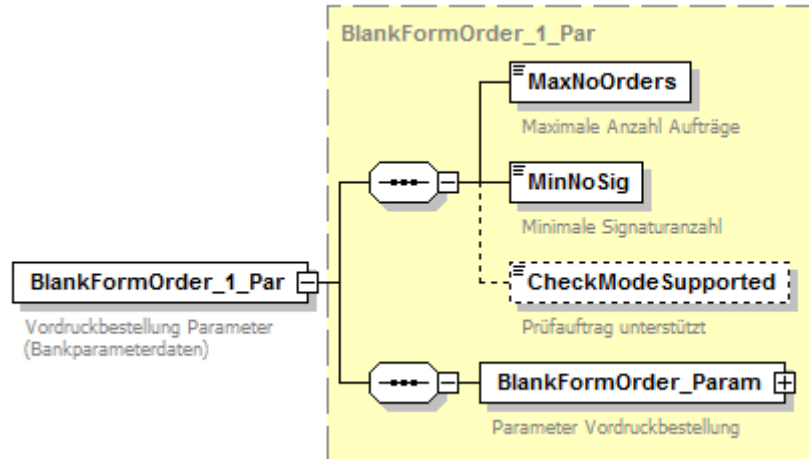 BlankFormOrder_1_Par
MaxNoOrders
Maximale Anzahl Aufträge
MinNoSig
Minimale Signaturanzahl
CheckModeSupported
Prüfauftrag unterstützt
BlankFormOrder_1_Par
Vordruckbestellung Parameter
(Bankparameterdaten)
BlankFormOrder_Param
Parameter Vordruckbestellung